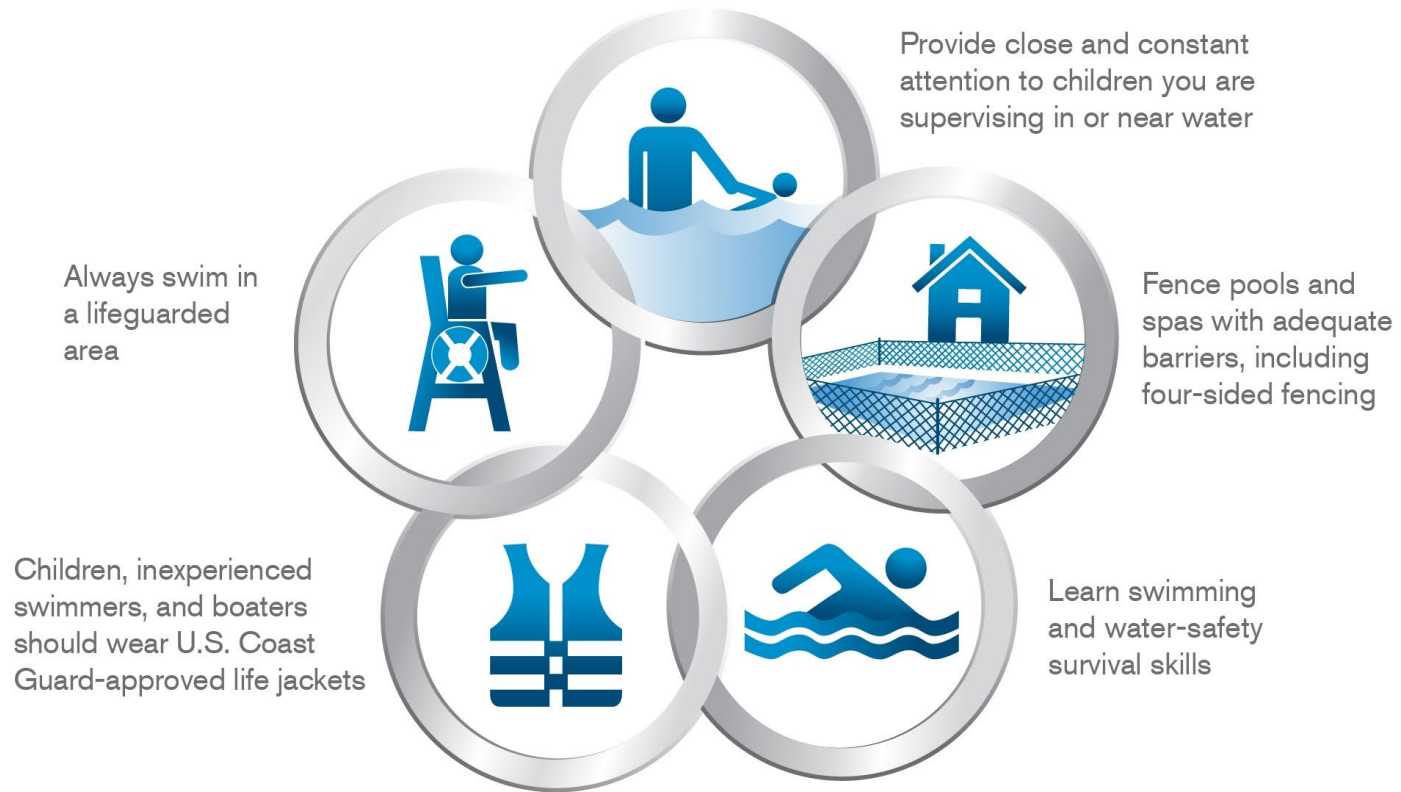 Provide close and constant
attention to children you are
supervising in or near water
Fence pools and
spas with adequate
barriers, including
four-sided fencing
Learn swimming
and water-safety
survival skills
Children, inexperienced
swimmers, and boaters
should wear U.S. Coast
Guard-approved life jackets
Always swim in
a lifeguarded
area